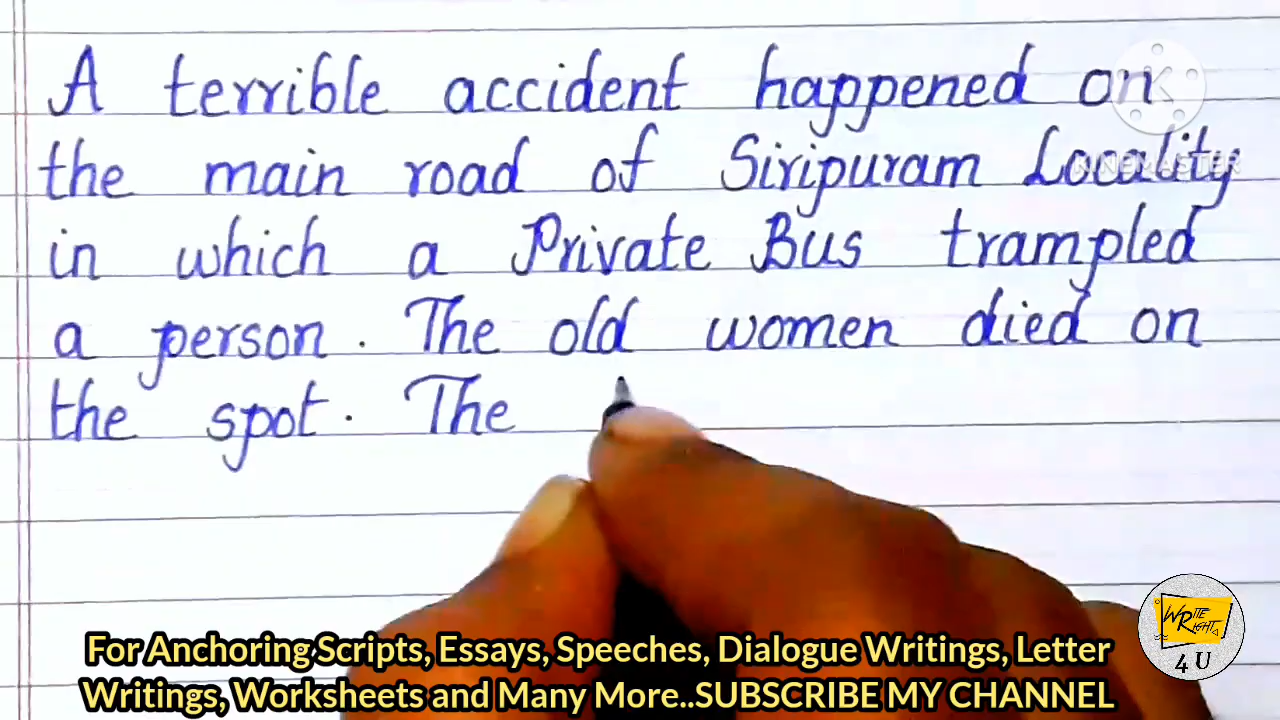 A terrible accident happened on
the main road of Siripuram Locality
in which a Private Bus trampled
a person. The old women died on
the spot. The
For Anchoring Scripts, Essays, Speeches, Dialogue Writings, Letter
Writings, Worksheets and Many More..SUBSCRIBE MY CHANNEL
KINEMASTER
WRITE
RIGHT
4 U